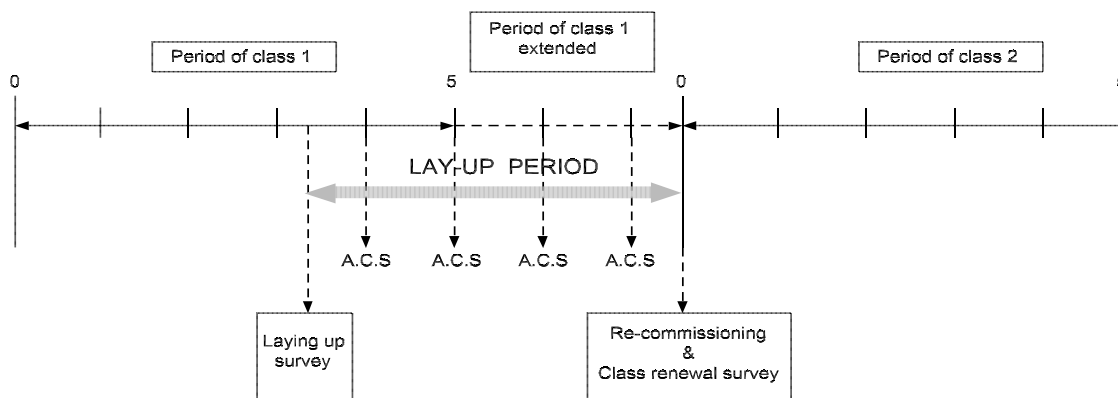 Period of class 1
Period of class 1
extended
Period of class 2
0
5
0
LAY-UP PERIOD
A.C.S
A.C.S
A.C.S
A.C.S
Laying up
survey
Re-commissioning
&
Class renewal survey